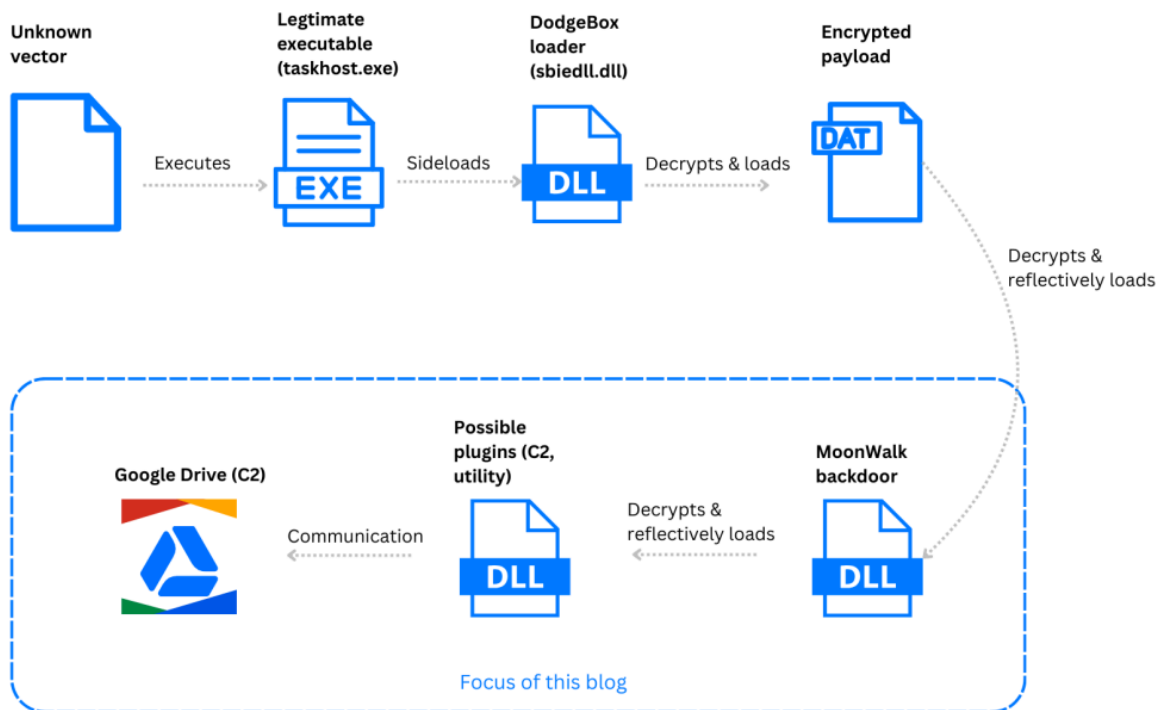 Unknown
vector
Legtimate
executable
(taskhost.exe)
DodgeBox
loader
(sbiedll.dll)
Encrypted
payload
Executes
EXE
Sideloads
DLL
Decrypts & loads
DAT
Decrypts &
reflectively loads
Google Drive (C2)
Communication
Possible
plugins (C2,
utility)
DLL
Decrypts &
reflectively loads
MoonWalk
backdoor
DLL
Focus of this blog